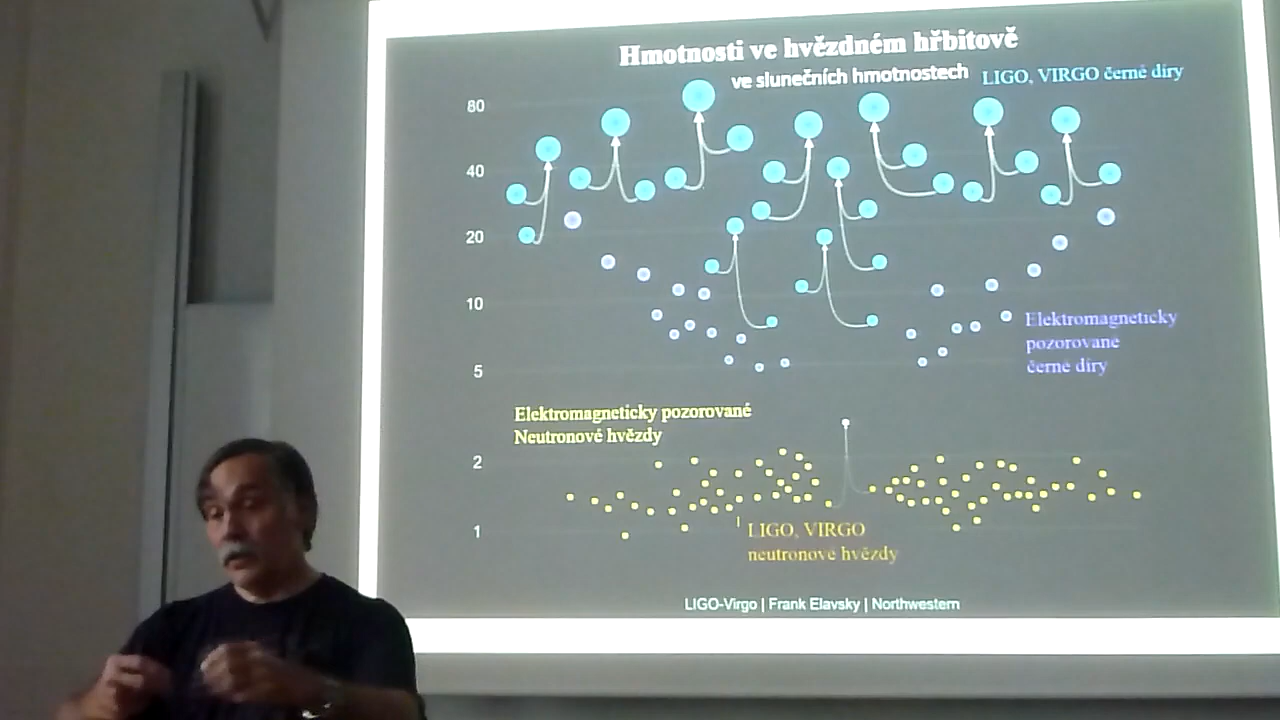 Hmotnosti ve hvězdném hřbitově
ve slunečních hmotnostech
LIGO, VIRGO černé díry
80
40
20
10
5
2
1
Elektromagneticky
pozorované
černé díry
Elektromagneticky pozorované
Neutronové hvězdy
LIGO, VIRGO
neutronové hvězdy
LIGO-Virgo | Frank Elavsky | Northwestern